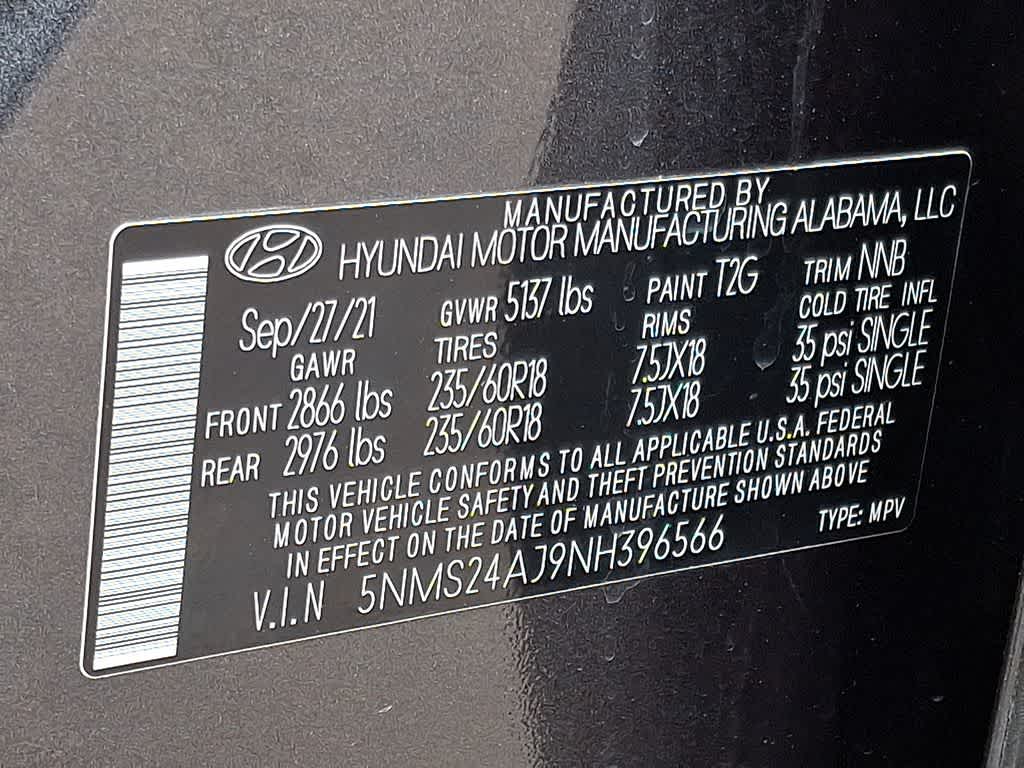 MANUFACTURED BY
HYUNDAI MOTOR MANUFACTURING ALABAMA, LLC
Sep/27/21 GVWR 5137 lbs PAINT T2G TRIM NNB
GAWR TIRES RIMS COLD TIRE INFL
FRONT 2866 lbs 235/60R18 7.5JX18 35 psi SINGLE
REAR 2976 lbs 235/60R18 7.5JX18 35 psi SINGLE
THIS VEHICLE CONFORMS TO ALL APPLICABLE U.S.A. FEDERAL
MOTOR VEHICLE SAFETY AND THEFT PREVENTION STANDARDS
IN EFFECT ON THE DATE OF MANUFACTURE SHOWN ABOVE
V.I.N 5NMS24AJ9NH396566 TYPE: MPV